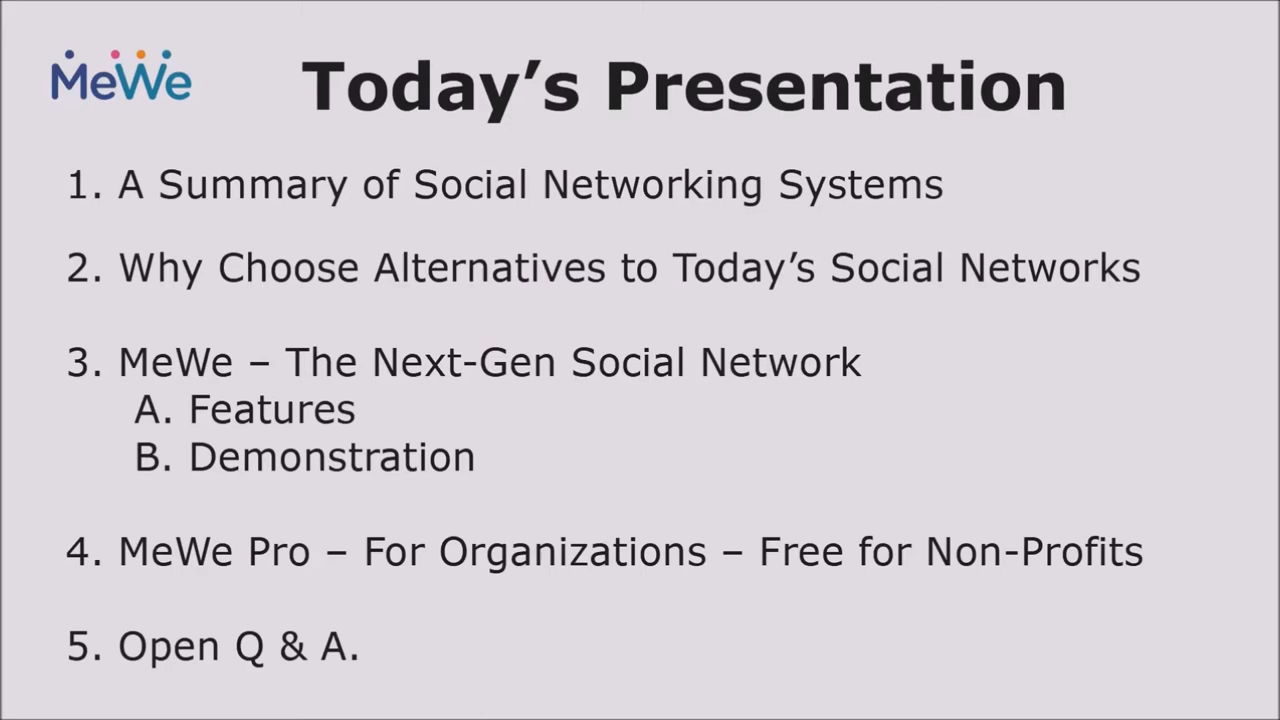 MeWe
Today’s Presentation
1. A Summary of Social Networking Systems
2. Why Choose Alternatives to Today’s Social Networks
3. MeWe – The Next-Gen Social Network
A. Features
B. Demonstration
4. MeWe Pro – For Organizations – Free for Non-Profits
5. Open Q & A.